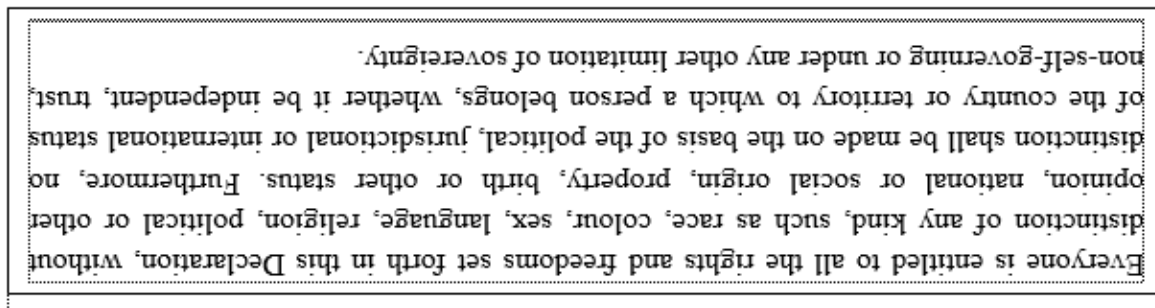 Everyone is entitled to all the rights and freedoms set forth in this Declaration, without
distinction of any kind, such as race, colour, sex, language, religion, political or other
opinion, national or social origin, property, birth or other status. Furthermore, no
distinction shall be made on the basis of the political, jurisdictional or international status
of the country or territory to which a person belongs, whether it be independent, trust,
non-self-governing or under any other limitation of sovereignty.